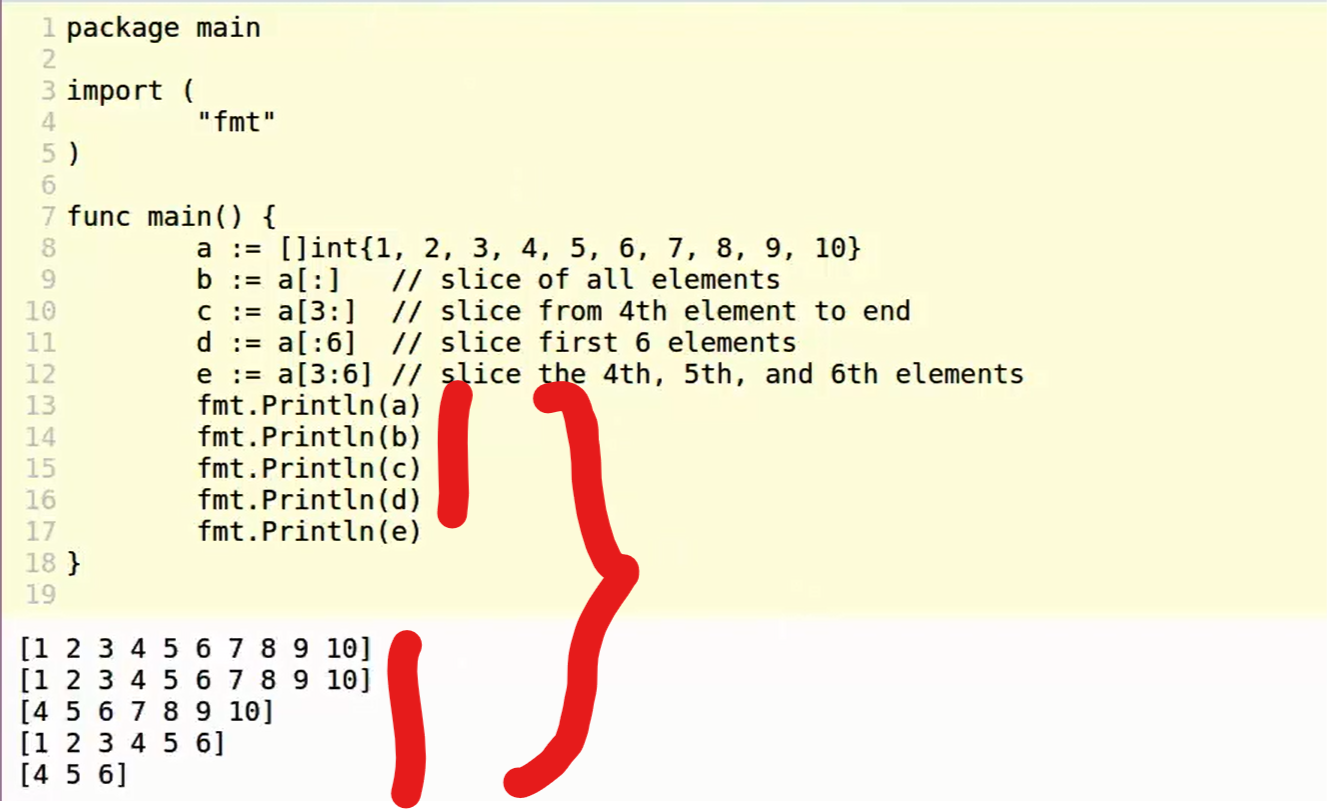 1 package main
2
3 import (
4         "fmt"
5 )
6
7 func main() {
8         a := []int{1, 2, 3, 4, 5, 6, 7, 8, 9, 10}
9         b := a[:]   // slice of all elements
10         c := a[3:]  // slice from 4th element to end
11         d := a[:6]  // slice first 6 elements
12         e := a[3:6] // slice the 4th, 5th, and 6th elements
13         fmt.Println(a)
14         fmt.Println(b)
15         fmt.Println(c)
16         fmt.Println(d)
17         fmt.Println(e)
18 }
19
[1 2 3 4 5 6 7 8 9 10]
[1 2 3 4 5 6 7 8 9 10]
[4 5 6 7 8 9 10]
[1 2 3 4 5 6]
[4 5 6]